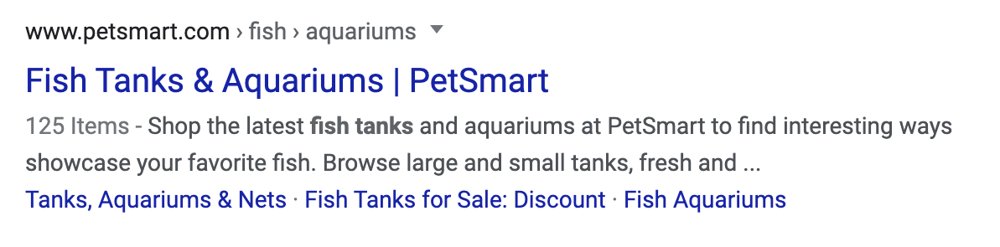 www.petsmart.com › fish › aquariums
Fish Tanks & Aquariums | PetSmart
125 Items - Shop the latest fish tanks and aquariums at PetSmart to find interesting ways
showcase your favorite fish. Browse large and small tanks, fresh and ...
Tanks, Aquariums & Nets · Fish Tanks for Sale: Discount · Fish Aquariums